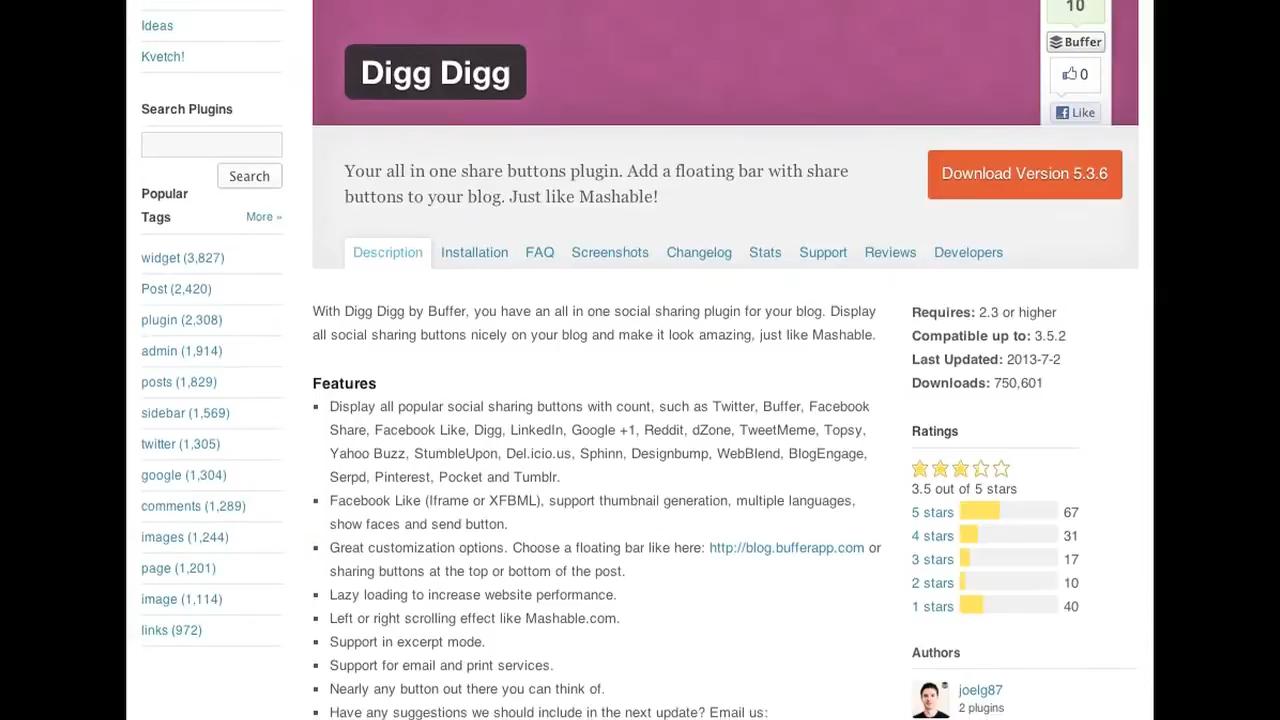 Ideas
Kvetch!
Search Plugins
Search
Popular
Tags
More »
widget (3,827)
Post (2,420)
plugin (2,308)
admin (1,914)
posts (1,829)
sidebar (1,569)
twitter (1,305)
google (1,304)
comments (1,289)
images (1,244)
page (1,201)
image (1,114)
links (972)
10
Buffer
0
Like
Digg Digg
Your all in one share buttons plugin. Add a floating bar with share
buttons to your blog. Just like Mashable!
Download Version 5.3.6
Description Installation FAQ Screenshots Changelog Stats Support Reviews Developers
With Digg Digg by Buffer, you have an all in one social sharing plugin for your blog. Display
all social sharing buttons nicely on your blog and make it look amazing, just like Mashable.
Features
▪ Display all popular social sharing buttons with count, such as Twitter, Buffer, Facebook
Share, Facebook Like, Digg, LinkedIn, Google +1, Reddit, dZone, TweetMeme, Topsy,
Yahoo Buzz, StumbleUpon, Del.icio.us, Sphinn, Designbump, WebBlend, BlogEngage,
Serpd, Pinterest, Pocket and Tumblr.
▪ Facebook Like (Iframe or XFBML), support thumbnail generation, multiple languages,
show faces and send button.
▪ Great customization options. Choose a floating bar like here: http://blog.bufferapp.com or
sharing buttons at the top or bottom of the post.
▪ Lazy loading to increase website performance.
▪ Left or right scrolling effect like Mashable.com.
▪ Support in excerpt mode.
▪ Support for email and print services.
▪ Nearly any button out there you can think of.
▪ Have any suggestions we should include in the next update? Email us:
Requires: 2.3 or higher
Compatible up to: 3.5.2
Last Updated: 2013-7-2
Downloads: 750,601
Ratings
3.5 out of 5 stars
5 stars 67
4 stars 31
3 stars 17
2 stars 10
1 stars 40
Authors
joelg87
2 plugins